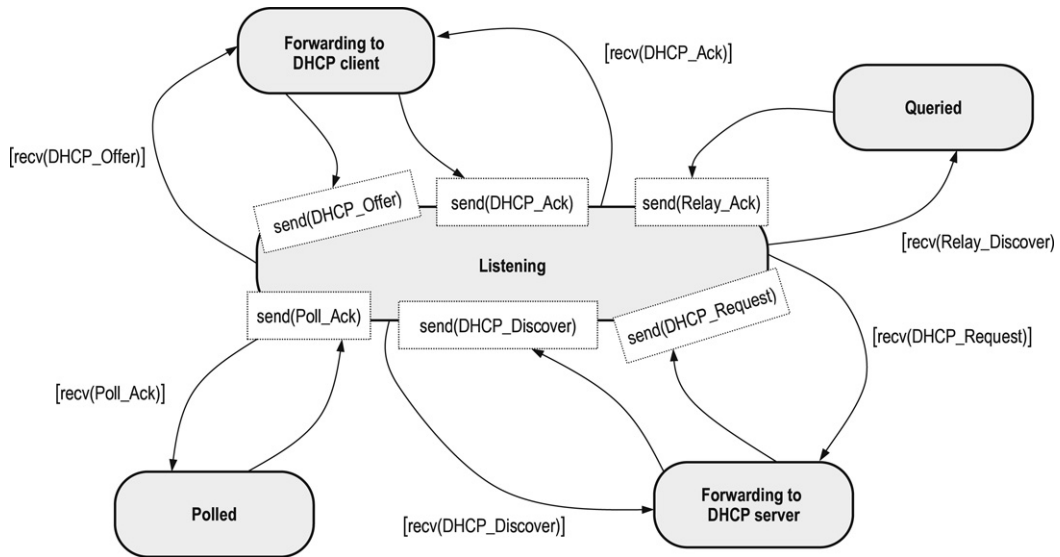 Forwarding to
DHCP client
[recv(DHCP_Ack)]
Queried
[recv(DHCP_Offer)]
send(DHCP_Offer)
send(DHCP_Ack)
send(Relay_Ack)
[recv(Relay_Discover)
Listening
send(Poll_Ack)
send(DHCP_Discover)
send(DHCP_Request)
[recv(DHCP_Request)]
[recv(Poll_Ack)]
Polled
Forwarding to
DHCP server
[recv(DHCP_Discover)]